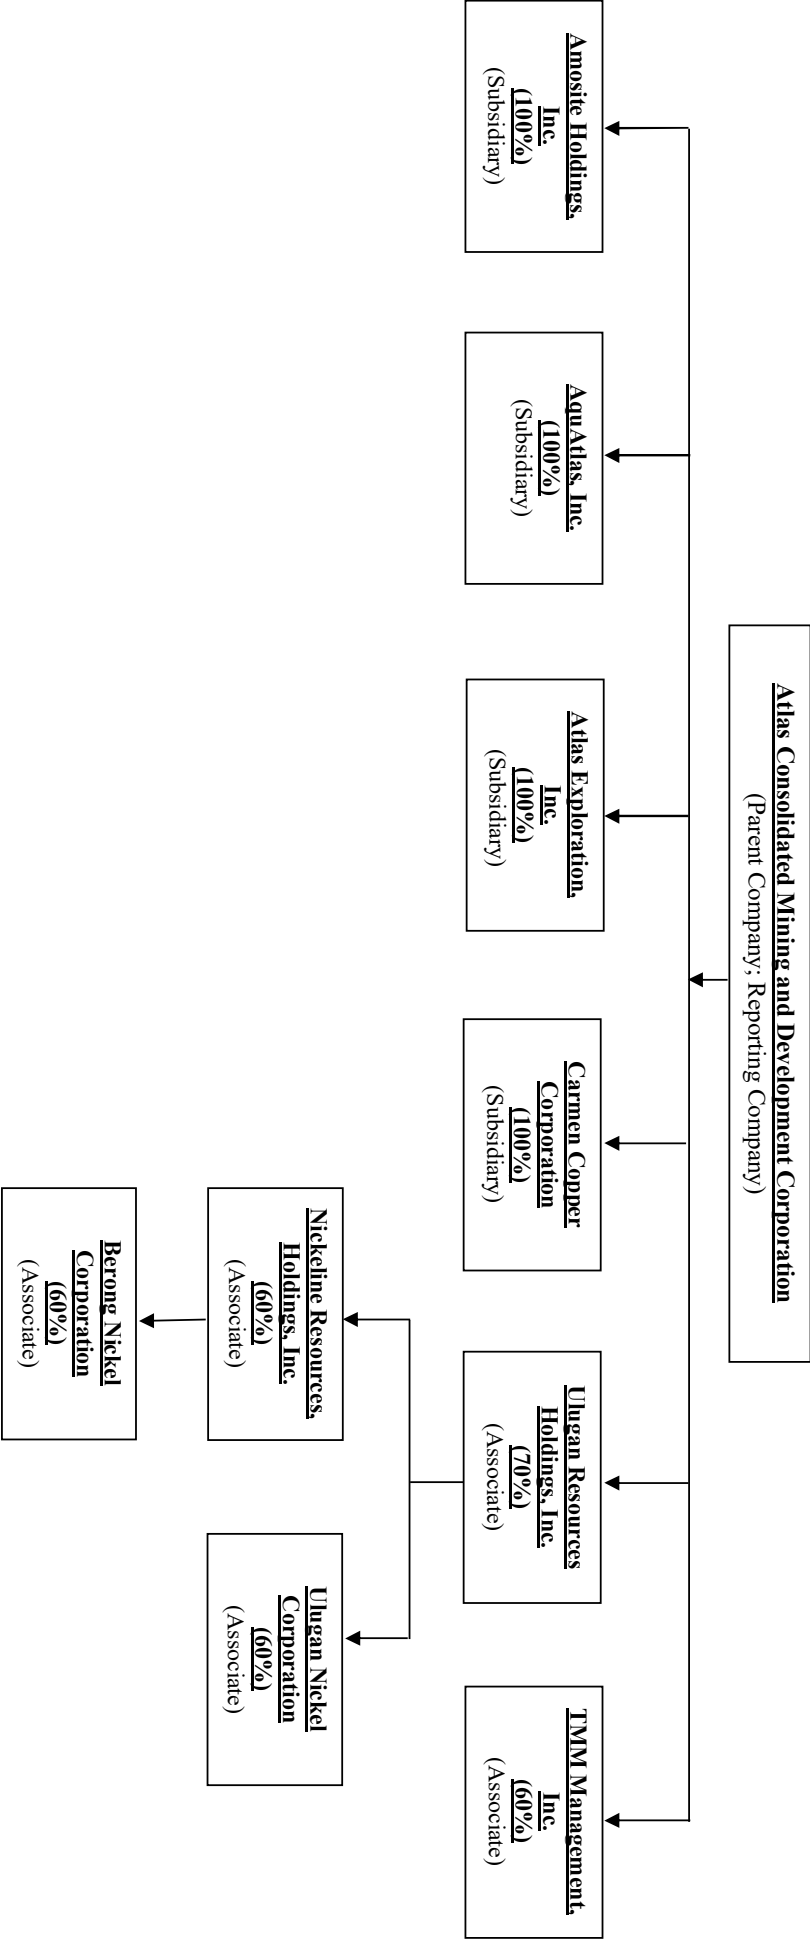 Atlas Consolidated Mining and Development Corporation
(Parent Company; Reporting Company)
Amosite Holdings,
Inc.
(100%)
(Subsidiary)
AquAtlas, Inc.
(100%)
(Subsidiary)
Atlas Exploration,
Inc.
(100%)
(Subsidiary)
Carmen Copper
Corporation
(100%)
(Subsidiary)
Ulugan Resources
Holdings, Inc.
(70%)
(Associate)
TMM Management,
Inc.
(60%)
(Associate)
Nickeline Resources,
Holdings, Inc.
(60%)
(Associate)
Ulugan Nickel
Corporation
(60%)
(Associate)
Berong Nickel
Corporation
(60%)
(Associate)